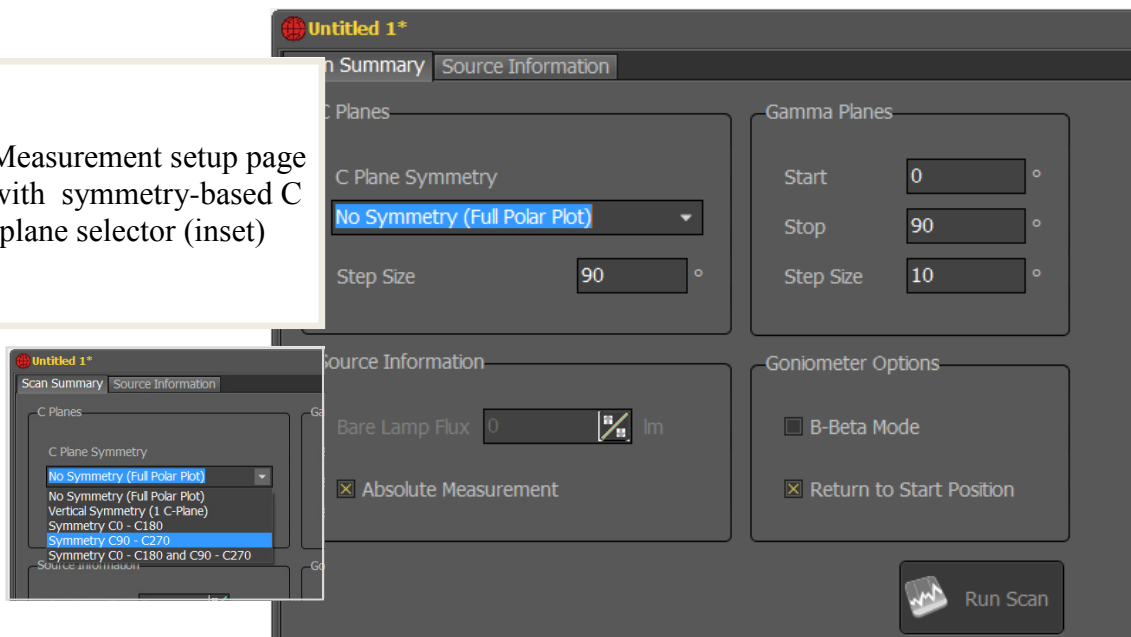 Untitled 1*
n Summary Source Information
C Planes
Gamma Planes
C Plane Symmetry
No Symmetry (Full Polar Plot)
Step Size 90 °
Start 0 °
Stop 90 °
Step Size 10 °
Source Information
Goniometer Options
Bare Lamp Flux 0 lm
Absolute Measurement
B-Beta Mode
Return to Start Position
Run Scan
Measurement setup page
with symmetry-based C
plane selector (inset)
Untitled 1*
Scan Summary Source Information
C Planes
Ga
C Plane Symmetry
No Symmetry (Full Polar Plot)
No Symmetry (Full Polar Plot)
Vertical Symmetry (1 C-Plane)
Symmetry C0 - C180
Symmetry C90 - C270
Symmetry C0 - C180 and C90 - C270
Source Information
Go